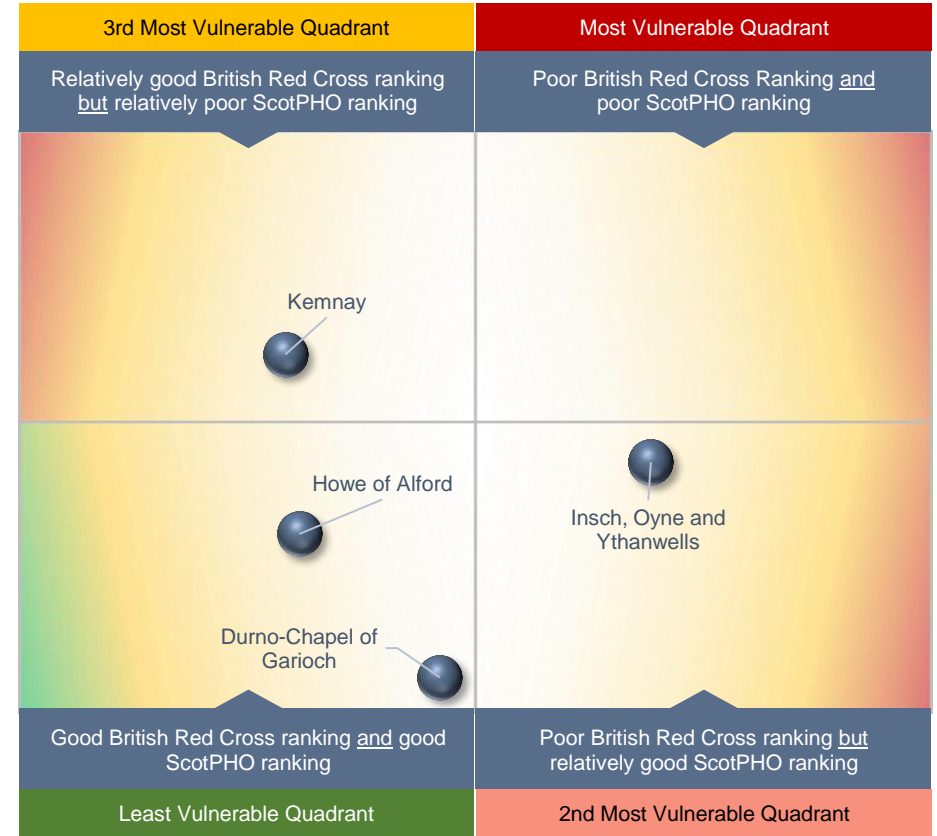 3rd Most Vulnerable Quadrant
Most Vulnerable Quadrant
Relatively good British Red Cross ranking
but relatively poor ScotPHO ranking
Poor British Red Cross Ranking and
poor ScotPHO ranking
Kemnay
Howe of Alford
Insch, Oyne and
Ythanwells
Durno-Chapel of
Garioch
Good British Red Cross ranking and good
ScotPHO ranking
Poor British Red Cross ranking but
relatively good ScotPHO ranking
Least Vulnerable Quadrant
2nd Most Vulnerable Quadrant